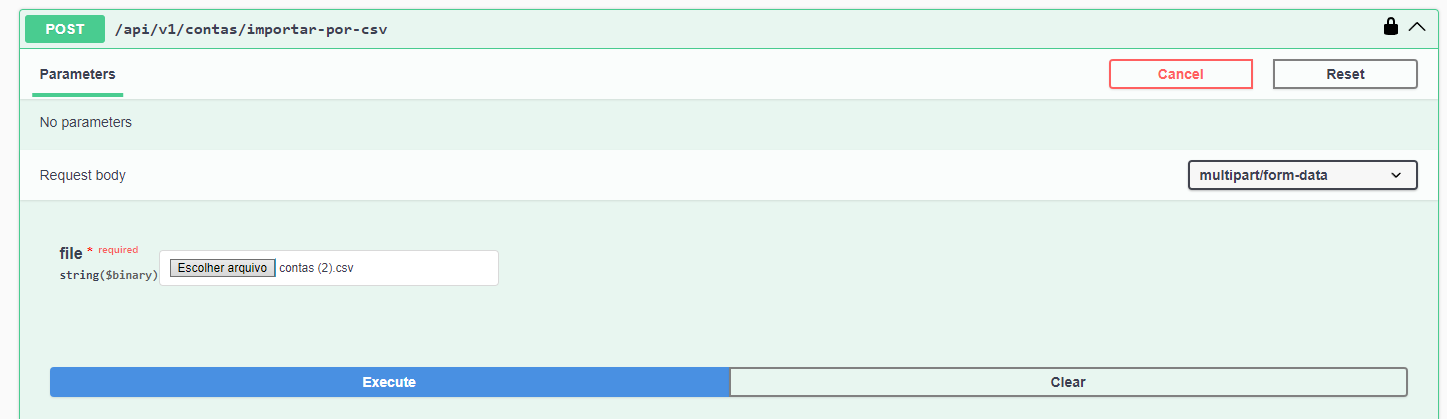 POST /api/v1/contas/importar-por-csv
Parameters Cancel Reset
No parameters
Request body multipart/form-data
file * required
string($binary) Escolher arquivo contas (2).csv
Execute Clear